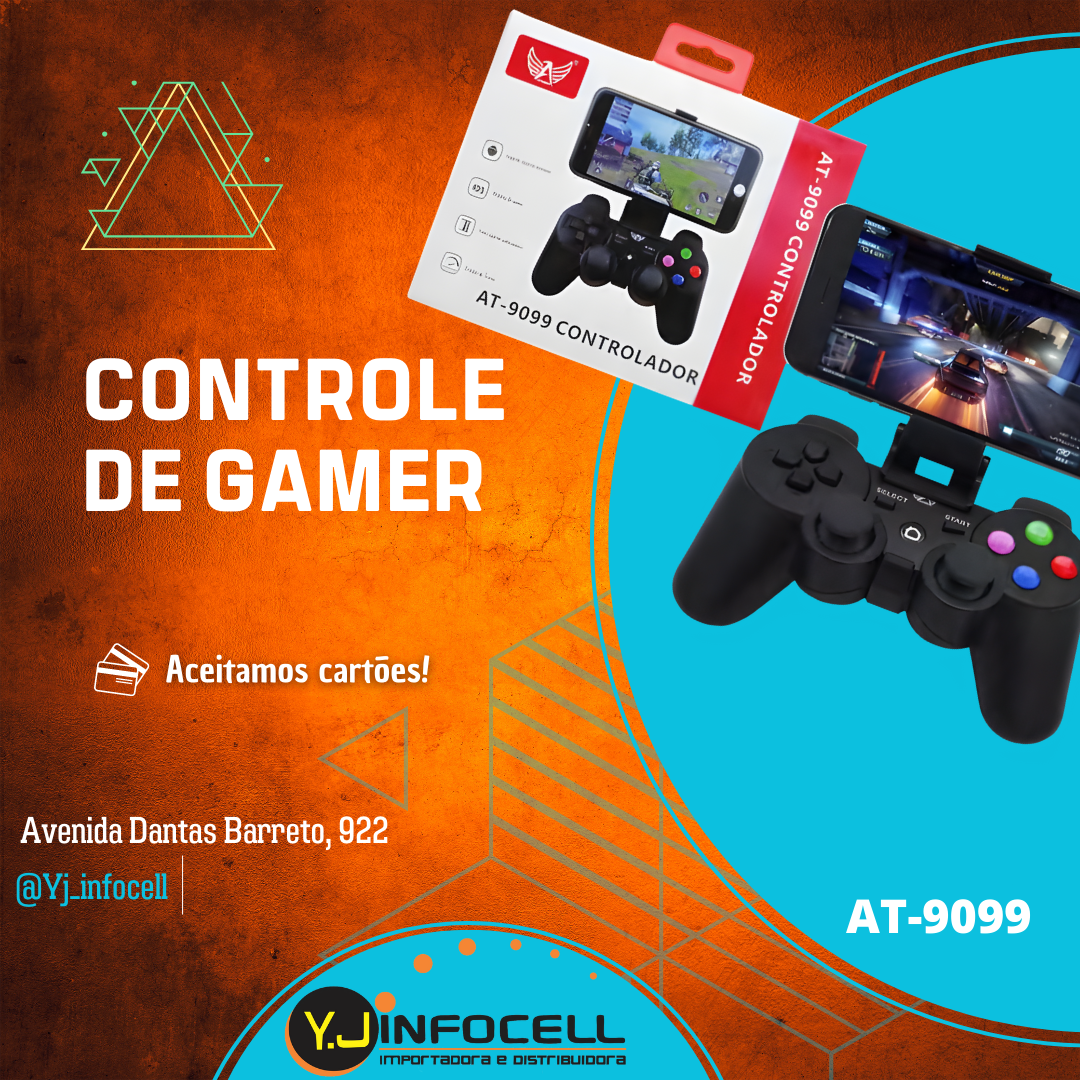 AT-9099 CONTROLADOR
AT-9099 CONTROLADOR
CONTROLE
DE GAMER
SELECT
START
Aceitamos cartões!
Avenida Dantas Barreto, 922
@Yj_infocell
AT-9099
Y.J INFOCELL
IMPORTADORA E DISTRIBUIDORA